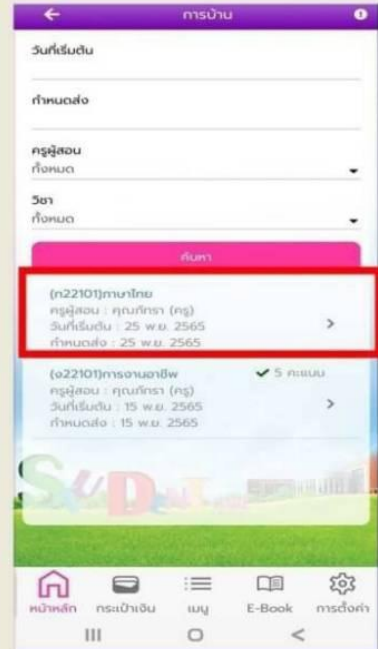 การบ้าน
วันที่เริ่มต้น
กำหนดส่ง
ครูผู้สอน
ทั้งหมด
วิชา
ทั้งหมด
ค้นหา
(ท22101)ภาษาไทย
ครูผู้สอน : คุณภัทรา (ครู)
วันที่เริ่มต้น : 25 พ.ย. 2565
กำหนดส่ง : 25 พ.ย. 2565
(ง22101)การงานอาชีพ ✔ 5 คะแนน
ครูผู้สอน : คุณภัทรา (ครู)
วันที่เริ่มต้น : 15 พ.ย. 2565
กำหนดส่ง : 15 พ.ย. 2565
หน้าหลัก กระเป๋าเงิน เมนู E-Book การตั้งค่า